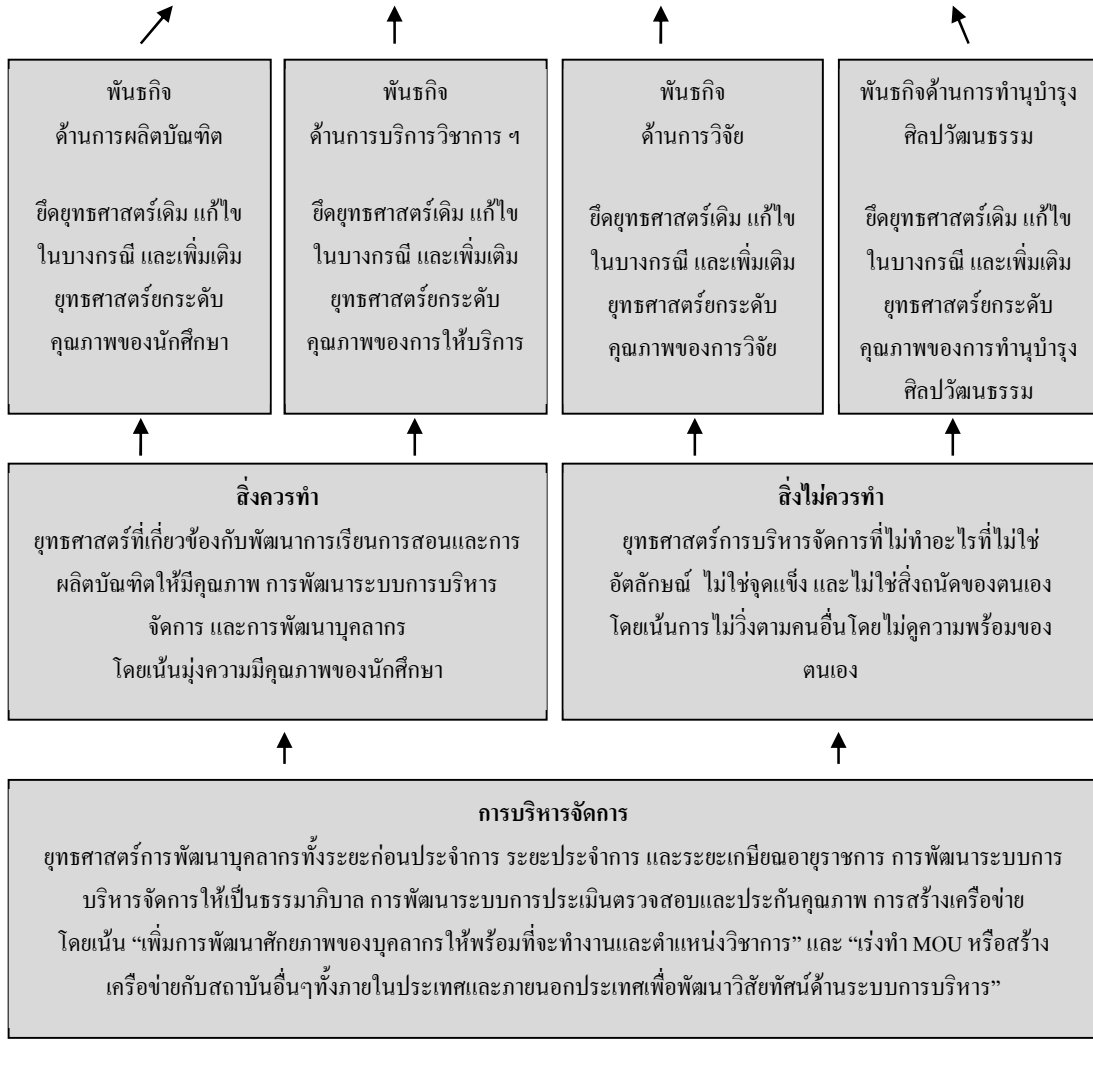 พันธกิจ
ด้านการผลิตบัณฑิต
ยึดยุทธศาสตร์เดิม แก้ไข
ในบางกรณี และเพิ่มเติม
ยุทธศาสตร์ยกระดับ
คุณภาพของนักศึกษา
พันธกิจ
ด้านการบริการวิชาการ ฯ
ยึดยุทธศาสตร์เดิม แก้ไข
ในบางกรณี และเพิ่มเติม
ยุทธศาสตร์ยกระดับ
คุณภาพของการให้บริการ
พันธกิจ
ด้านการวิจัย
ยึดยุทธศาสตร์เดิม แก้ไข
ในบางกรณี และเพิ่มเติม
ยุทธศาสตร์ยกระดับ
คุณภาพของการวิจัย
พันธกิจด้านการทำนุบำรุง
ศิลปวัฒนธรรม
ยึดยุทธศาสตร์เดิม แก้ไข
ในบางกรณี และเพิ่มเติม
ยุทธศาสตร์ยกระดับ
คุณภาพของการทำนุบำรุง
ศิลปวัฒนธรรม
สิ่งควรทำ
ยุทธศาสตร์ที่เกี่ยวข้องกับพัฒนาการเรียนการสอนและการ
ผลิตบัณฑิตให้มีคุณภาพ การพัฒนาระบบการบริหาร
จัดการ และการพัฒนาบุคลากร
โดยเน้นมุ่งความมีคุณภาพของนักศึกษา
สิ่งไม่ควรทำ
ยุทธศาสตร์การบริหารจัดการที่ไม่ทำอะไรที่ไม่ใช่
อัตลักษณ์ ไม่ใช่จุดแข็ง และไม่ใช่สิ่งถนัดของตนเอง
โดยเน้นการไม่วิ่งตามคนอื่นโดยไม่ดูความพร้อมของ
ตนเอง
การบริหารจัดการ
ยุทธศาสตร์การพัฒนาบุคลากรทั้งระยะก่อนประจำการ ระยะประจำการ และระยะเกษียณอายุราชการ การพัฒนาระบบการ
บริหารจัดการให้เป็นธรรมาภิบาล การพัฒนาระบบการประเมินตรวจสอบและประกันคุณภาพ การสร้างเครือข่าย
โดยเน้น “เพิ่มการพัฒนาศักยภาพของบุคลากรให้พร้อมที่จะทำงานและตำแหน่งวิชาการ” และ “เร่งทำ MOU หรือสร้าง
เครือข่ายกับสถาบันอื่นๆทั้งภายในประเทศและภายนอกประเทศเพื่อพัฒนาวิสัยทัศน์ด้านระบบการบริหาร”